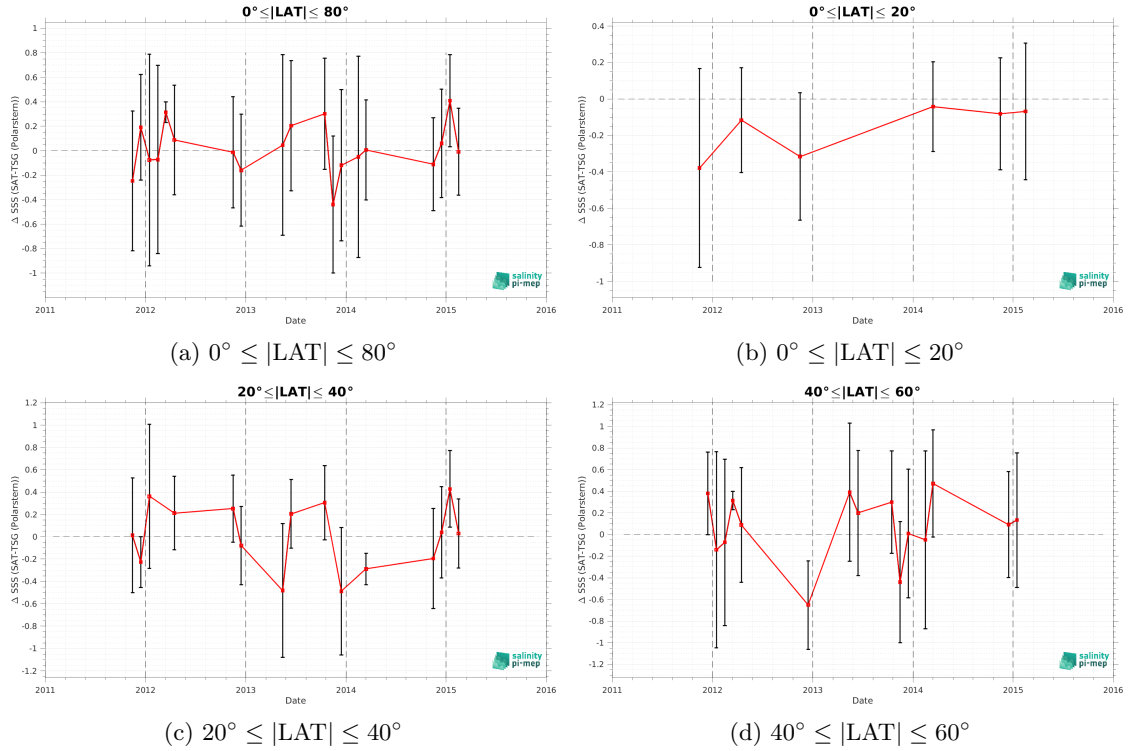 0°≤|LAT|≤ 80°
Δ SSS (SAT-TSG (Polarstern))
1
0.8
0.6
0.4
0.2
0
-0.2
-0.4
-0.6
-0.8
-1
2011 2012 2013 2014 2015 2016
Date
salinity
pi-mep
(a) 0° ≤ |LAT| ≤ 80°
0°≤|LAT|≤ 20°
Δ SSS (SAT-TSG (Polarstern))
0.4
0.2
0
-0.2
-0.4
-0.6
-0.8
-1
2011 2012 2013 2014 2015 2016
Date
salinity
pi-mep
(b) 0° ≤ |LAT| ≤ 20°
20°≤|LAT|≤ 40°
Δ SSS (SAT-TSG (Polarstern))
1.2
1
0.8
0.6
0.4
0.2
0
-0.2
-0.4
-0.6
-0.8
-1
-1.2
2011 2012 2013 2014 2015 2016
Date
salinity
pi-mep
(c) 20° ≤ |LAT| ≤ 40°
40°≤|LAT|≤ 60°
Δ SSS (SAT-TSG (Polarstern))
1.2
1
0.8
0.6
0.4
0.2
0
-0.2
-0.4
-0.6
-0.8
-1
-1.2
2011 2012 2013 2014 2015 2016
Date
salinity
pi-mep
(d) 40° ≤ |LAT| ≤ 60°